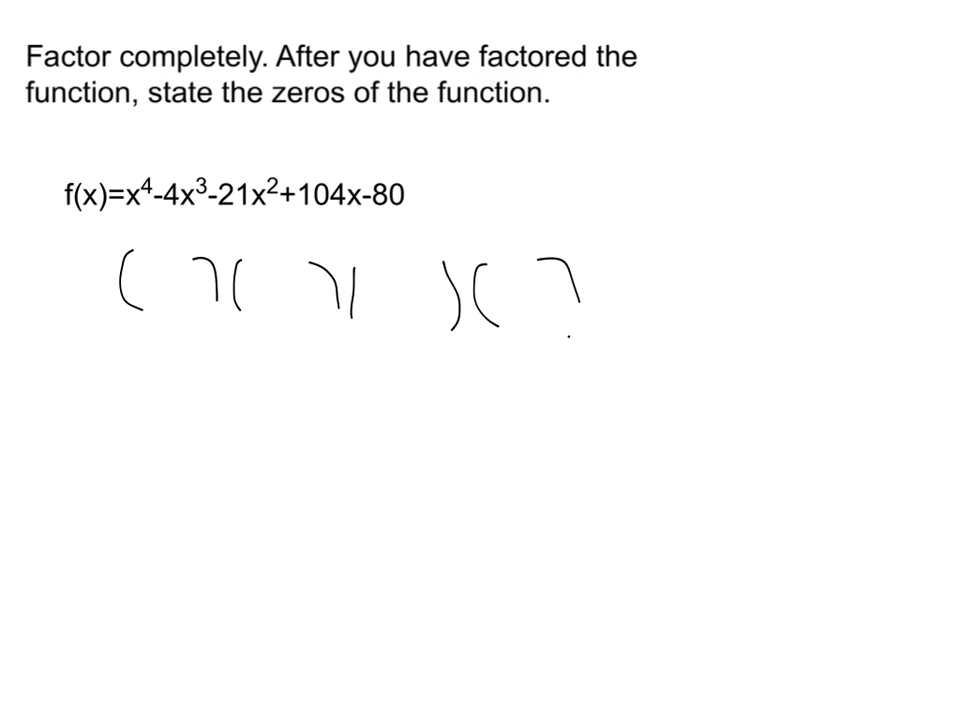 Factor completely. After you have factored the
function, state the zeros of the function.
f(x)=x⁴-4x³-21x²+104x-80
( )( )( )( )